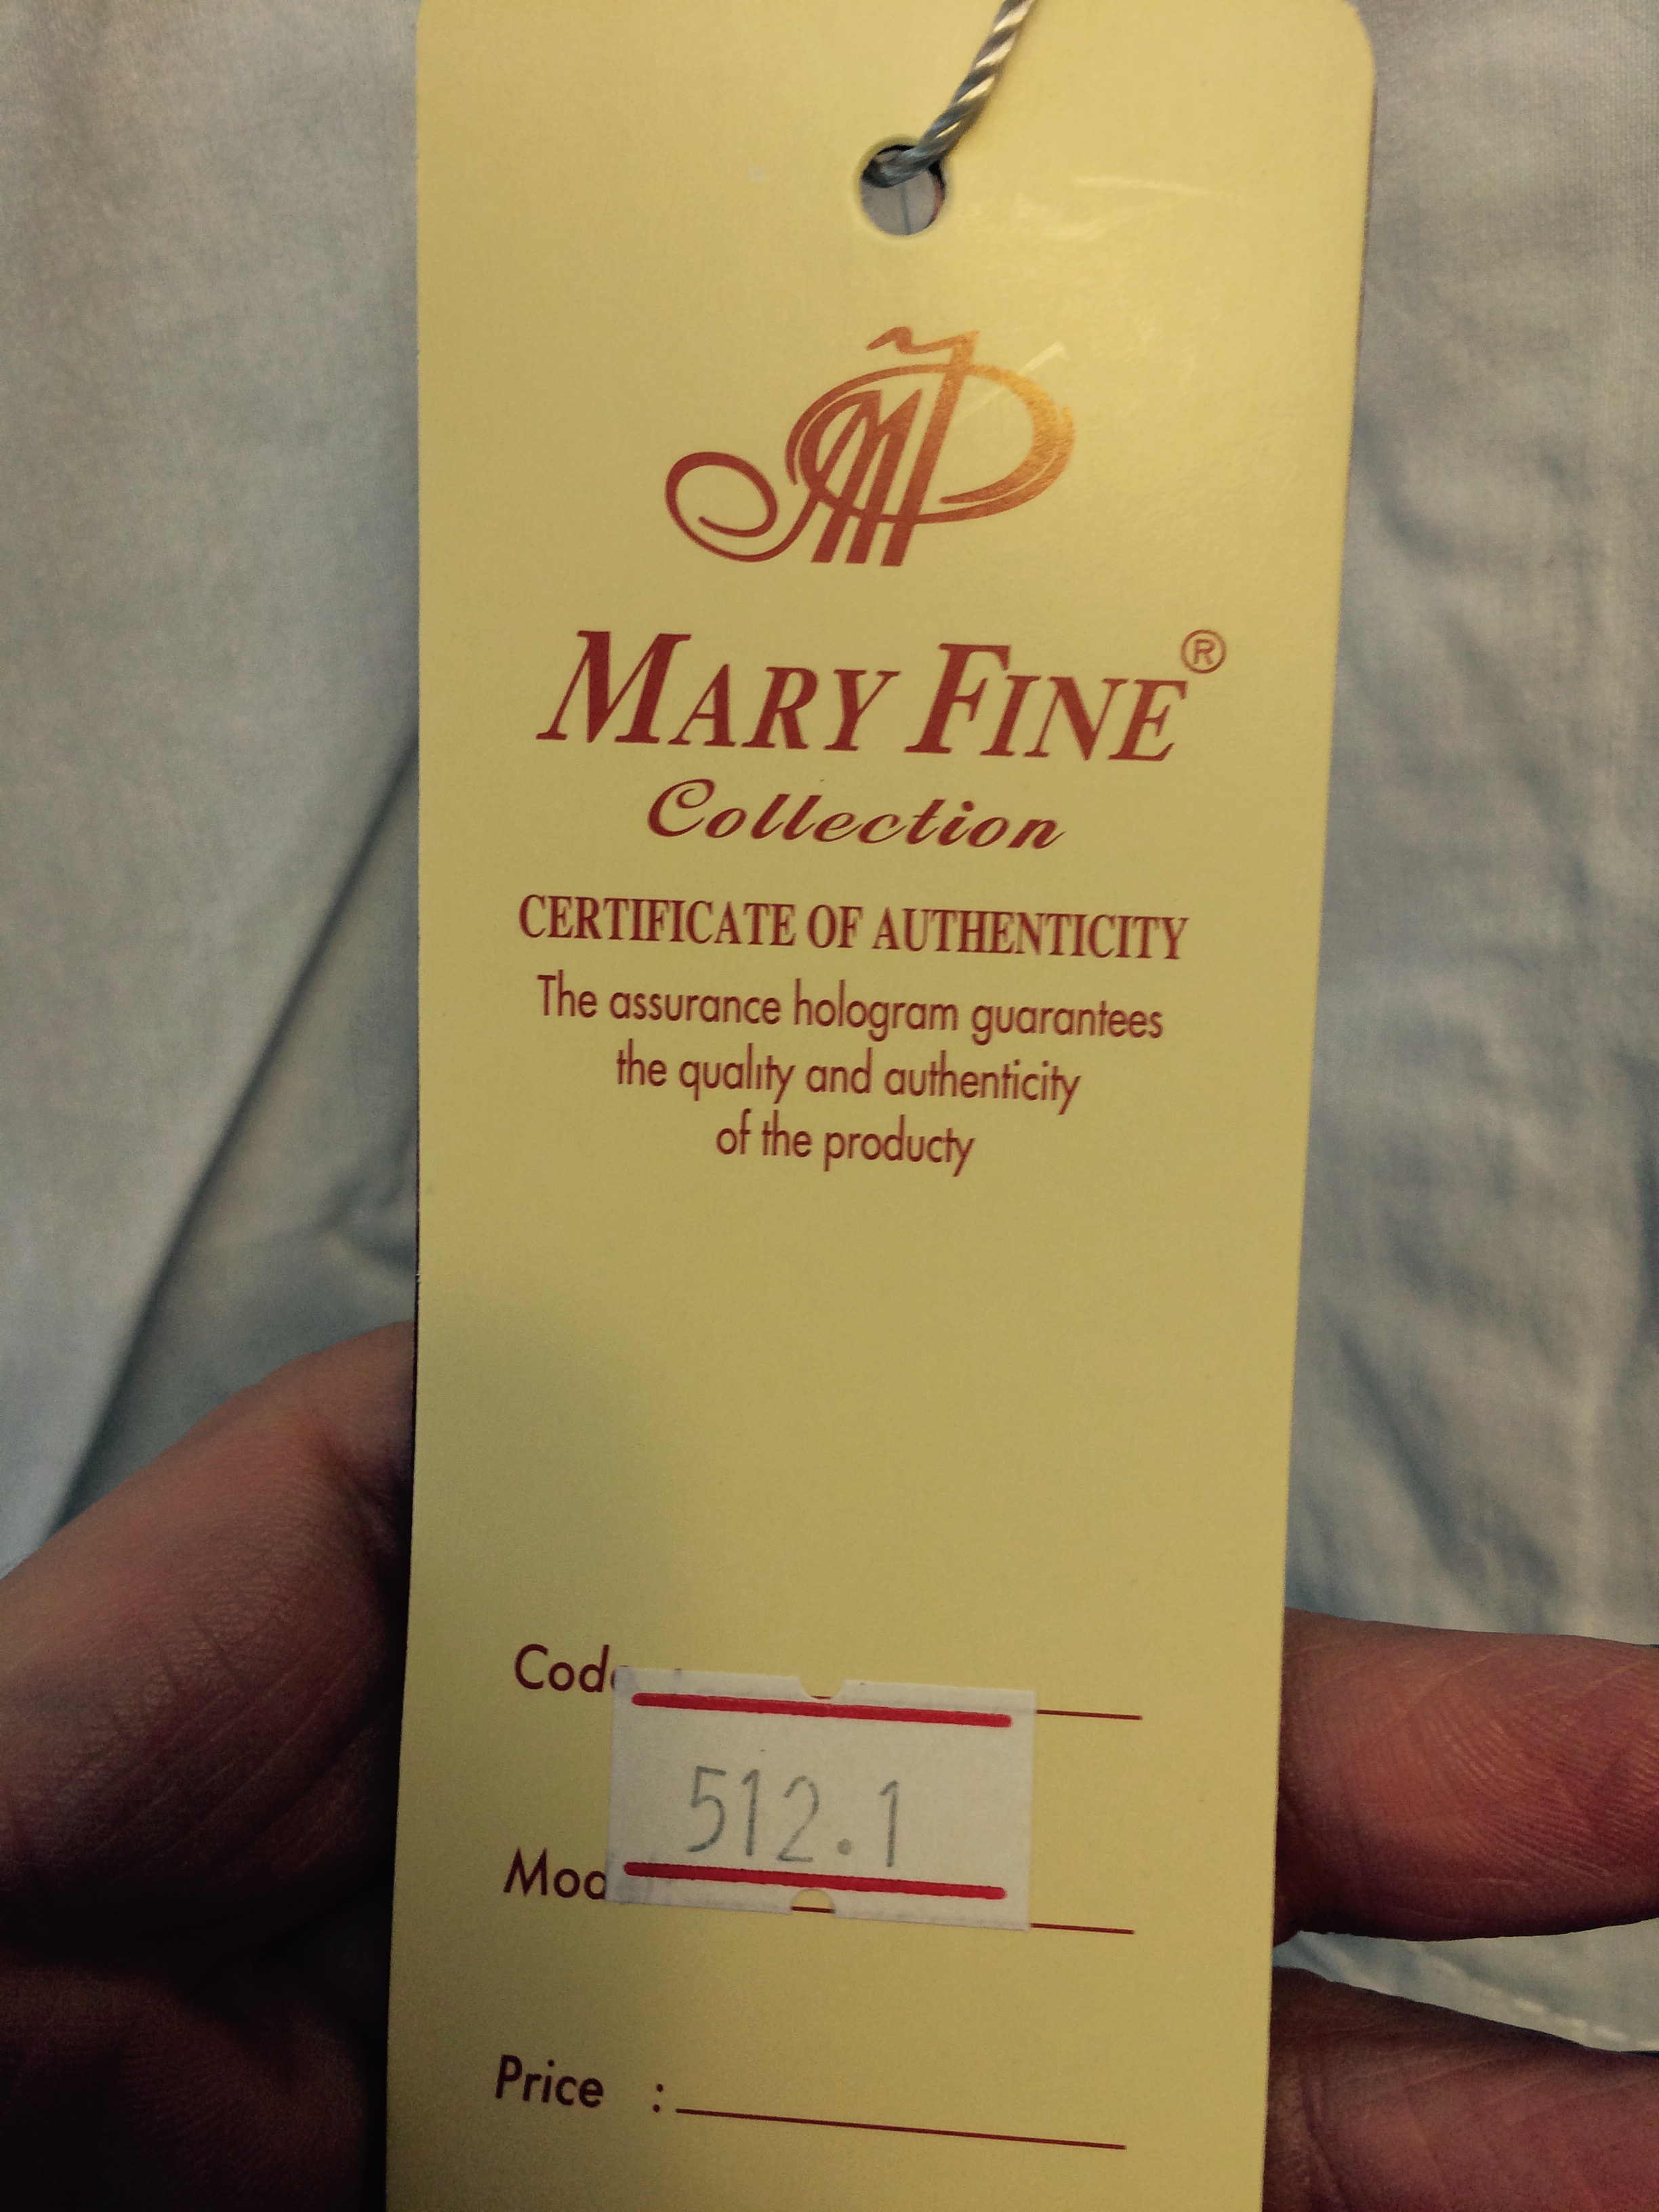 MARY FINE®
Collection
CERTIFICATE OF AUTHENTICITY
The assurance hologram guarantees
the quality and authenticity
of the producty
Code
512.1
Mod
Price :